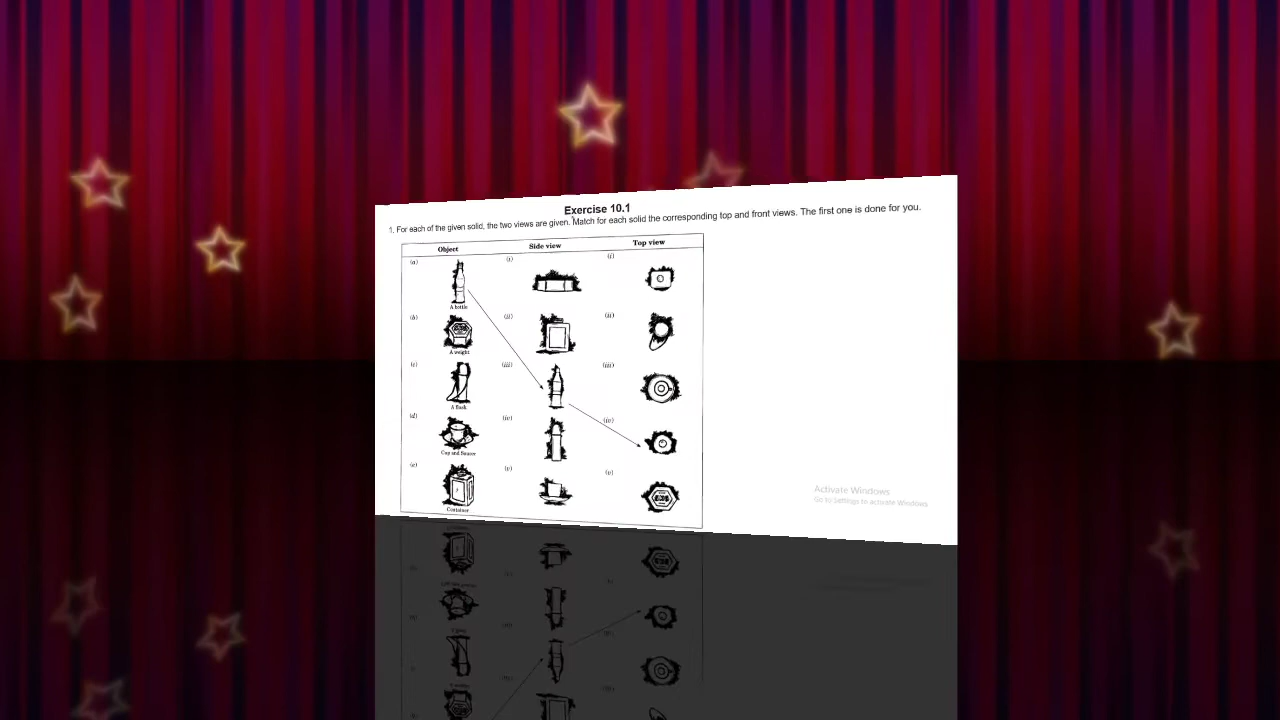 Exercise 10.1
1. For each of the given solid, the two views are given. Match for each solid the corresponding top and front views. The first one is done for you.
Object Side view Top view
(a) (i) (i)
A bottle
(b) (ii) (ii)
A weight
(c) (iii) (iii)
A flask
(d) (iv) (iv)
Cup and Saucer
(e) (v) (v)
Container
Activate Windows
Go to Settings to activate Windows.